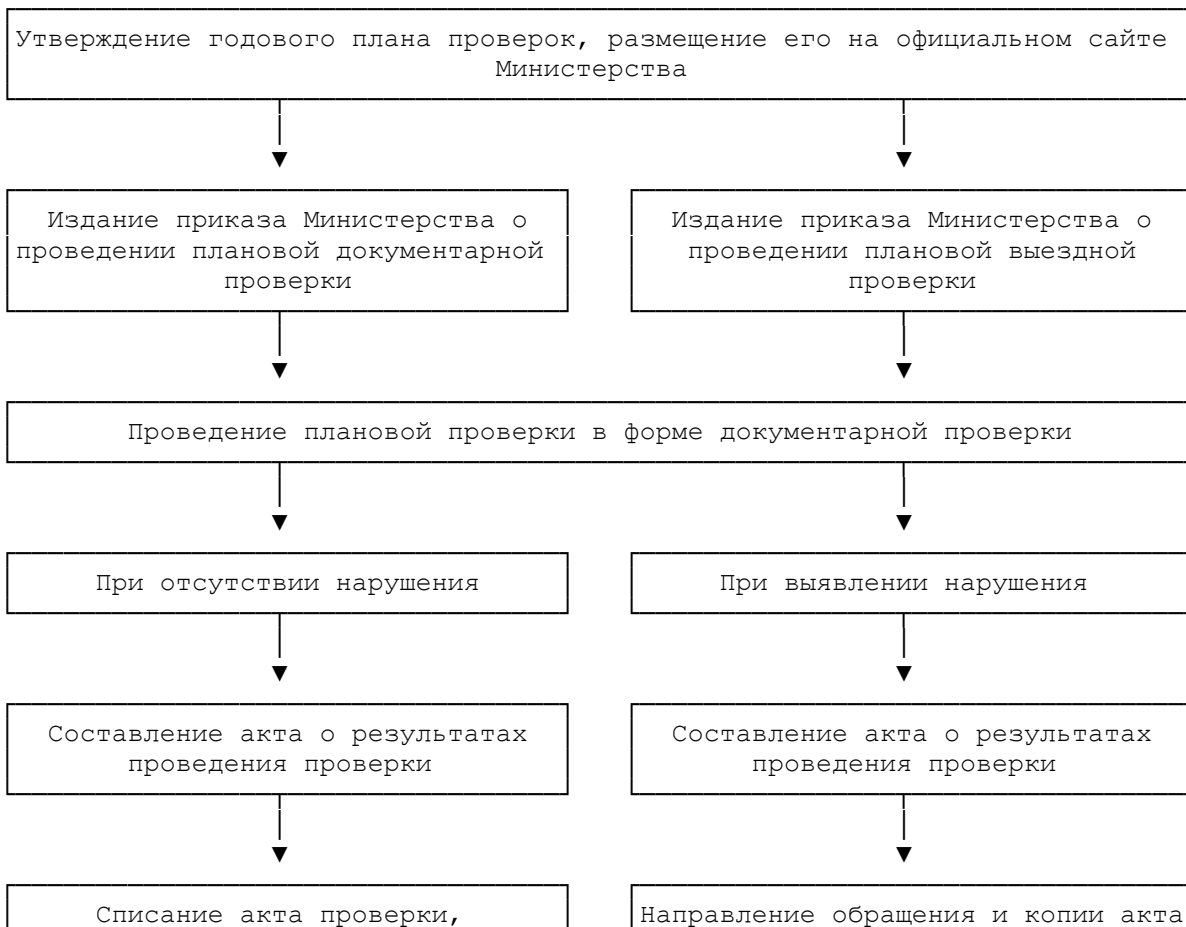 Утверждение годового плана проверок, размещение его на официальном сайте
Министерства
Издание приказа Министерства о
проведении плановой документарной
проверки
Издание приказа Министерства о
проведении плановой выездной
проверки
Проведение плановой проверки в форме документарной проверки
При отсутствии нарушения
При выявлении нарушения
Составление акта о результатах
проведения проверки
Составление акта о результатах
проведения проверки
Списание акта проверки,
Направление обращения и копии акта